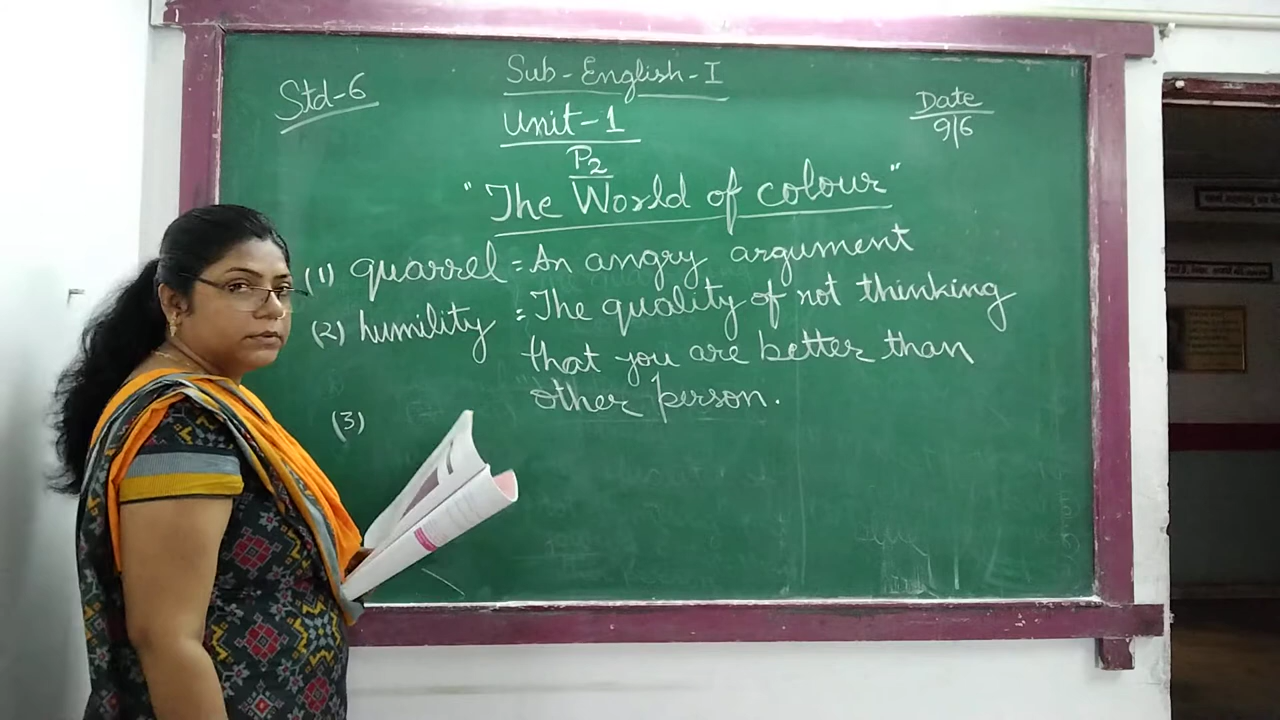 Std-6
Sub-English-I
Date
9/6
Unit-1
P2
"The World of colour"
(1) quarrel = An angry argument
(2) humility = The quality of not thinking
that you are better than
other person.
(3)